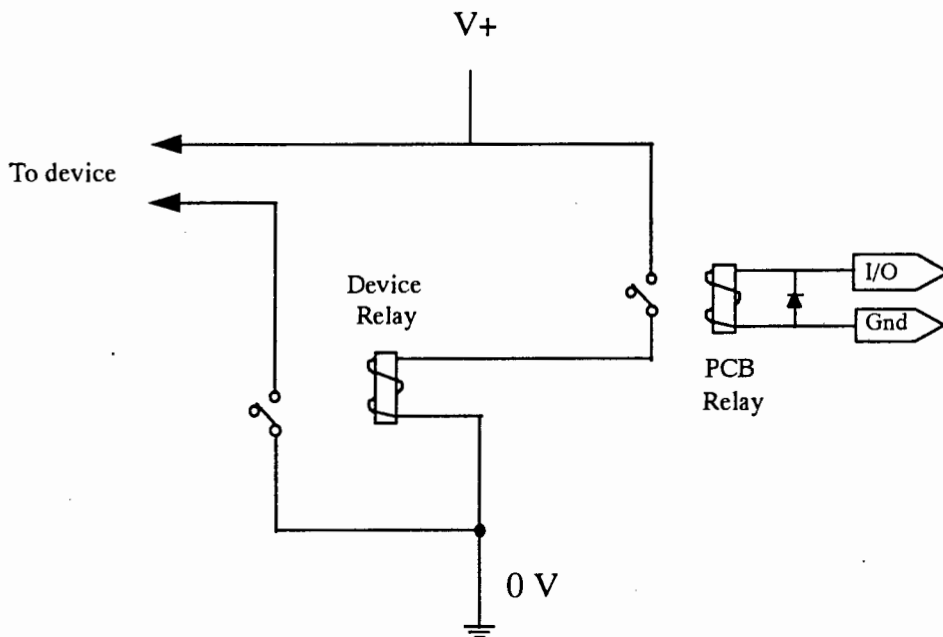 V+
To device
Device
Relay
I/O
Gnd
PCB
Relay
0 V